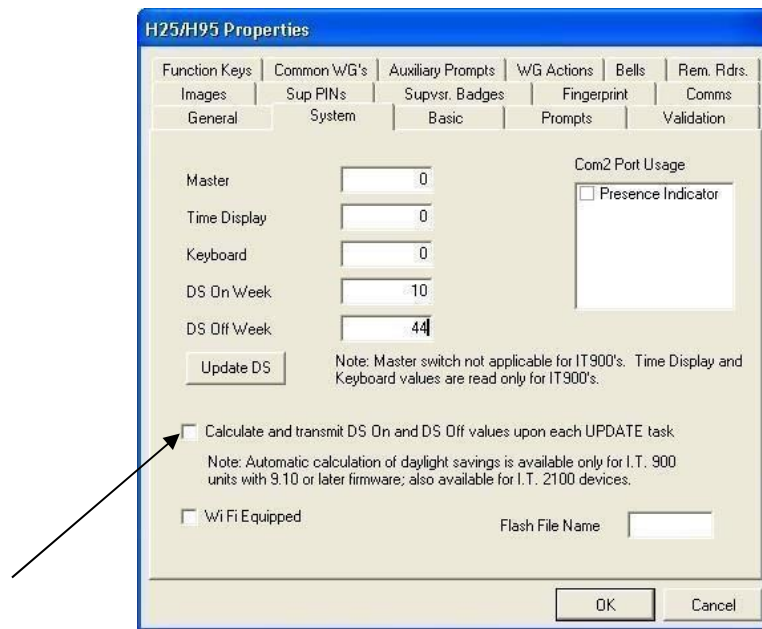 H25/H95 Properties
Function Keys Common WG's Auxiliary Prompts WG Actions Bells Rem. Rdrs.
Images Sup PINs Supvsr. Badges Fingerprint Comms
General System Basic Prompts Validation
Com2 Port Usage
Master 0
Presence Indicator
Time Display 0
Keyboard 0
DS On Week 10
DS Off Week 44
Update DS
Note: Master switch not applicable for IT900's. Time Display and
Keyboard values are read only for IT900's.
Calculate and transmit DS On and DS Off values upon each UPDATE task
Note: Automatic calculation of daylight savings is available only for I.T. 900
units with 9.10 or later firmware; also available for I.T. 2100 devices.
Wi Fi Equipped
Flash File Name
OK Cancel